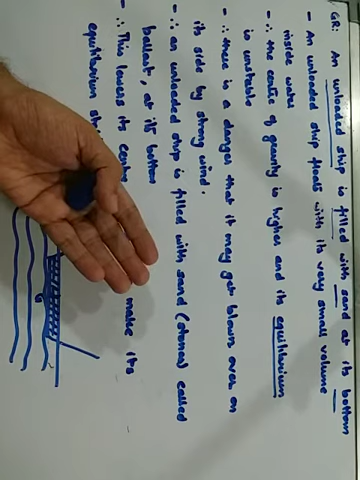 GR: An unloaded ship is filled with sand at its bottom
- An unloaded ship floats with its very small volume
inside water
- ∴ the centre of gravity is higher and its equilibrium
is unstable
- ∴ there is a danger that it may get blown over on
its side by strong wind.
- ∴ an unloaded ship is filled with sand (stones) called
ballast, at its bottom
- ∴ This lowers its centre make its
equilibrium